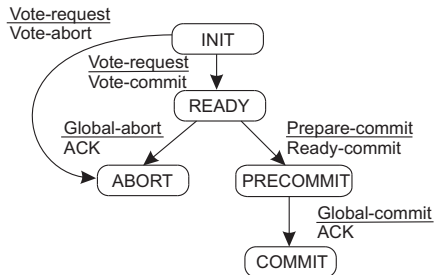 Vote-request
Vote-abort
INIT
Vote-request
Vote-commit
READY
Global-abort
ACK
Prepare-commit
Ready-commit
ABORT
PRECOMMIT
Global-commit
ACK
COMMIT